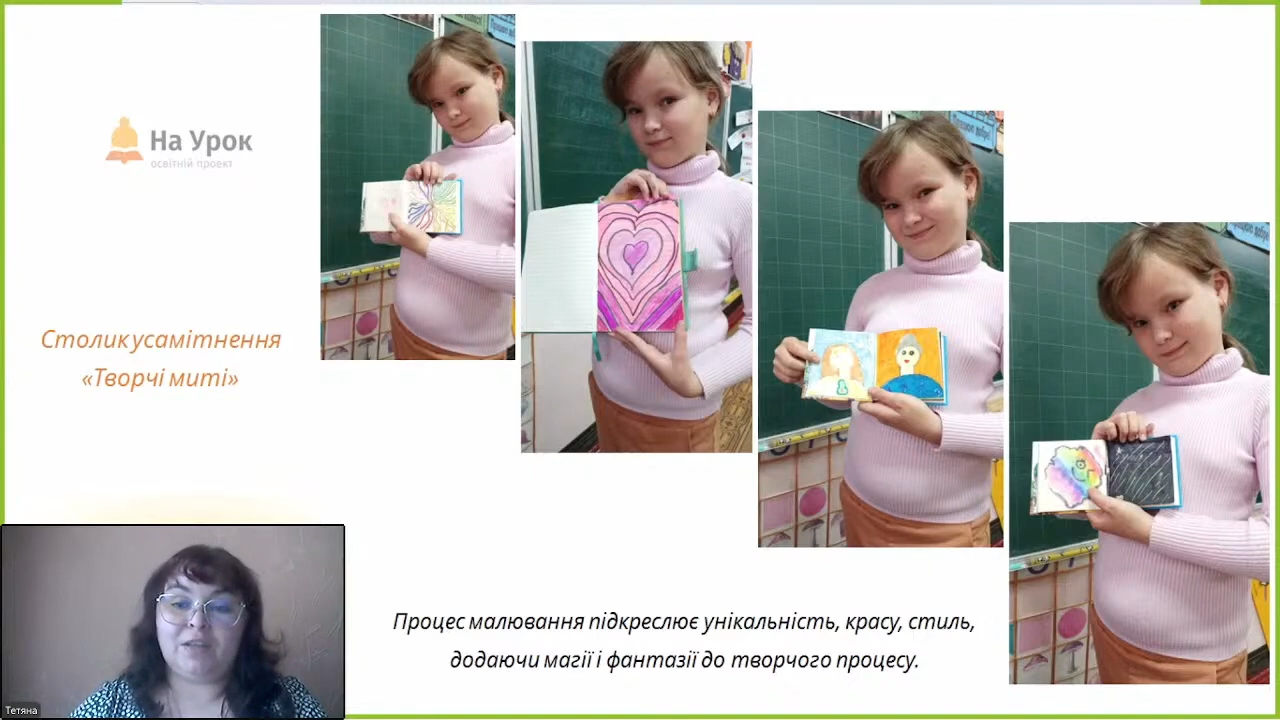 На Урок
освітній проект
Столик усамітнення
«Творчі миті»
Процес малювання підкреслює унікальність, красу, стиль,
додаючи магії і фантазії до творчого процесу.
Тетяна